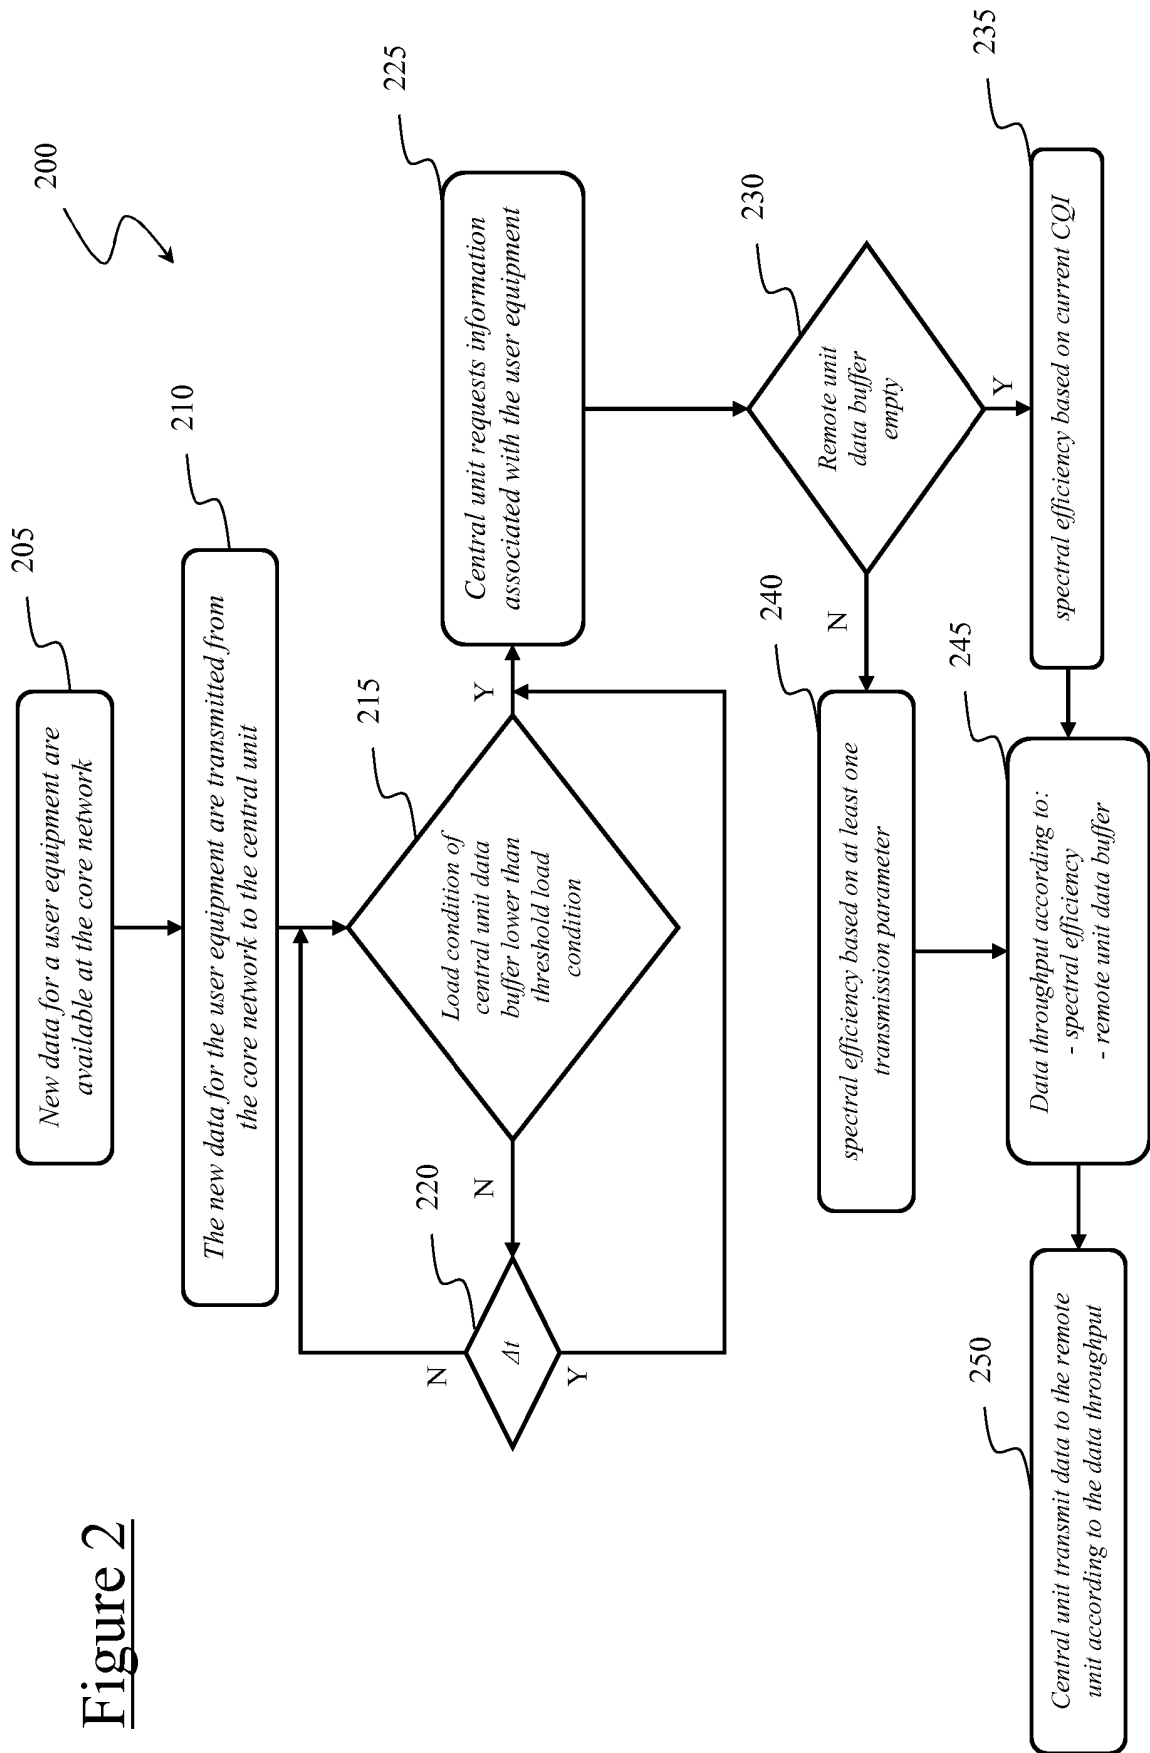 Figure 2
200
205
New data for a user equipment are
available at the core network
210
The new data for the user equipment are transmitted from
the core network to the central unit
215
Load condition of
central unit data
buffer lower than
threshold load
condition
N
Y
220
Δt
N
Y
225
Central unit requests information
associated with the user equipment
230
Remote unit
data buffer
empty
N
Y
235
spectral efficiency based on current CQI
240
spectral efficiency based on at least one
transmission parameter
245
Data throughput according to:
- spectral efficiency
- remote unit data buffer
250
Central unit transmit data to the remote
unit according to the data throughput